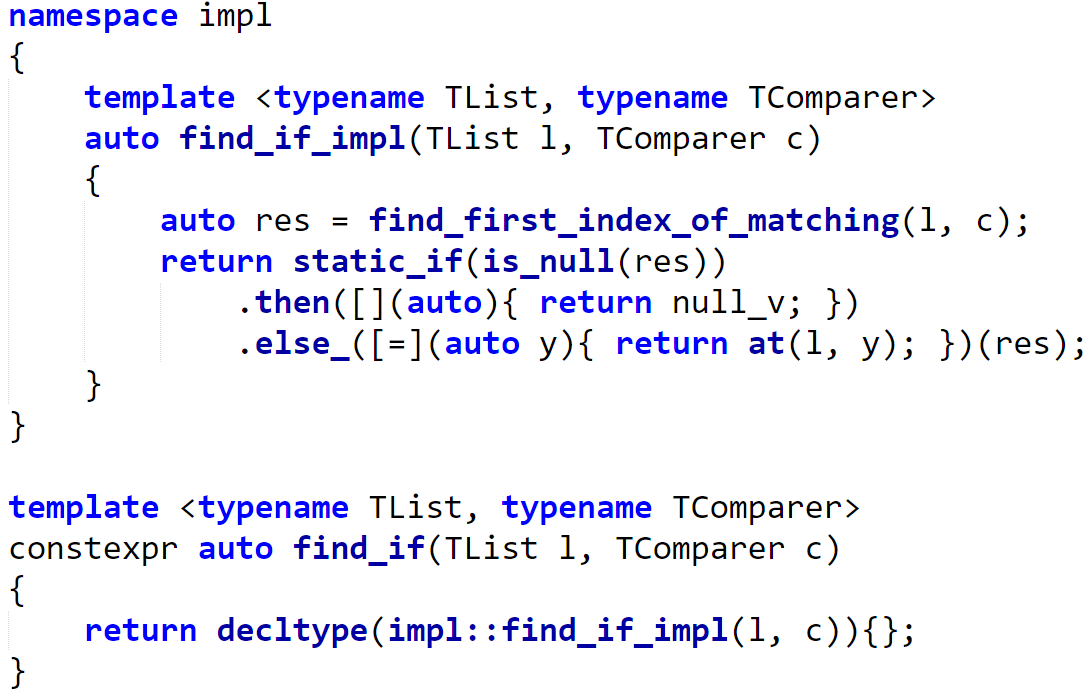 namespace impl
{
    template <typename TList, typename TComparer>
    auto find_if_impl(TList l, TComparer c)
    {
        auto res = find_first_index_of_matching(l, c);
        return static_if(is_null(res))
            .then([](auto){ return null_v; })
            .else_([=](auto y){ return at(l, y); })(res);
    }
}

template <typename TList, typename TComparer>
constexpr auto find_if(TList l, TComparer c)
{
    return decltype(impl::find_if_impl(l, c)){};
}